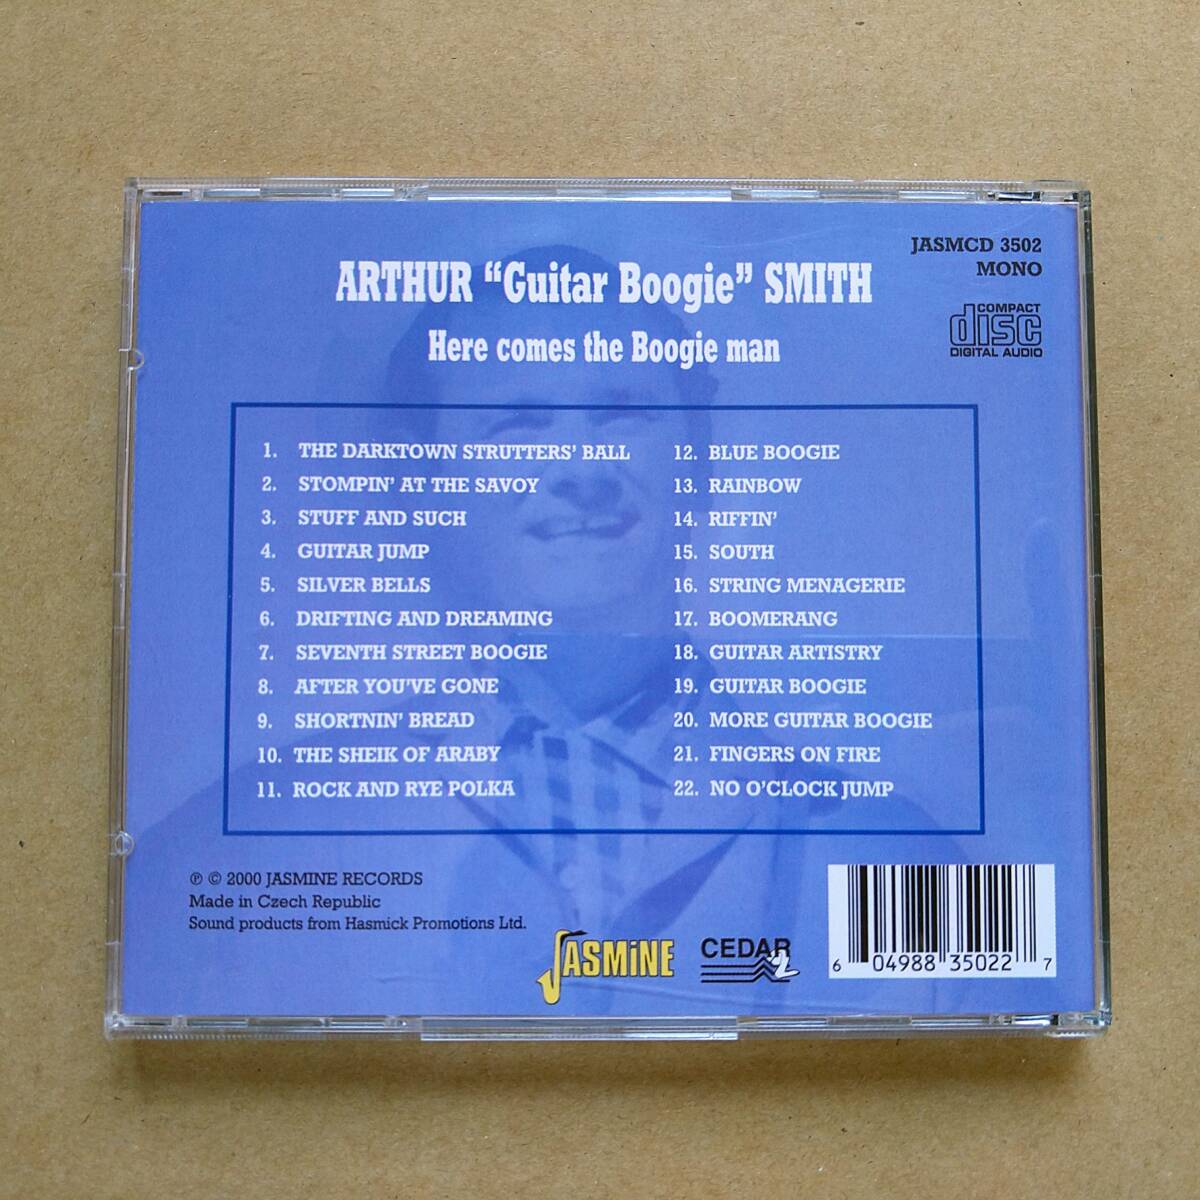 JASMCD 3502
MONO
COMPACT
disc
DIGITAL AUDIO
ARTHUR “Guitar Boogie” SMITH
Here comes the Boogie man
1. THE DARKTOWN STRUTTERS’ BALL
2. STOMPIN’ AT THE SAVOY
3. STUFF AND SUCH
4. GUITAR JUMP
5. SILVER BELLS
6. DRIFTING AND DREAMING
7. SEVENTH STREET BOOGIE
8. AFTER YOU’VE GONE
9. SHORTNIN’ BREAD
10. THE SHEIK OF ARABY
11. ROCK AND RYE POLKA
12. BLUE BOOGIE
13. RAINBOW
14. RIFFIN’
15. SOUTH
16. STRING MENAGERIE
17. BOOMERANG
18. GUITAR ARTISTRY
19. GUITAR BOOGIE
20. MORE GUITAR BOOGIE
21. FINGERS ON FIRE
22. NO O’CLOCK JUMP
℗ © 2000 JASMINE RECORDS
Made in Czech Republic
Sound products from Hasmick Promotions Ltd.
JASMiNE
CEDAR 2
6 04988 35022 7